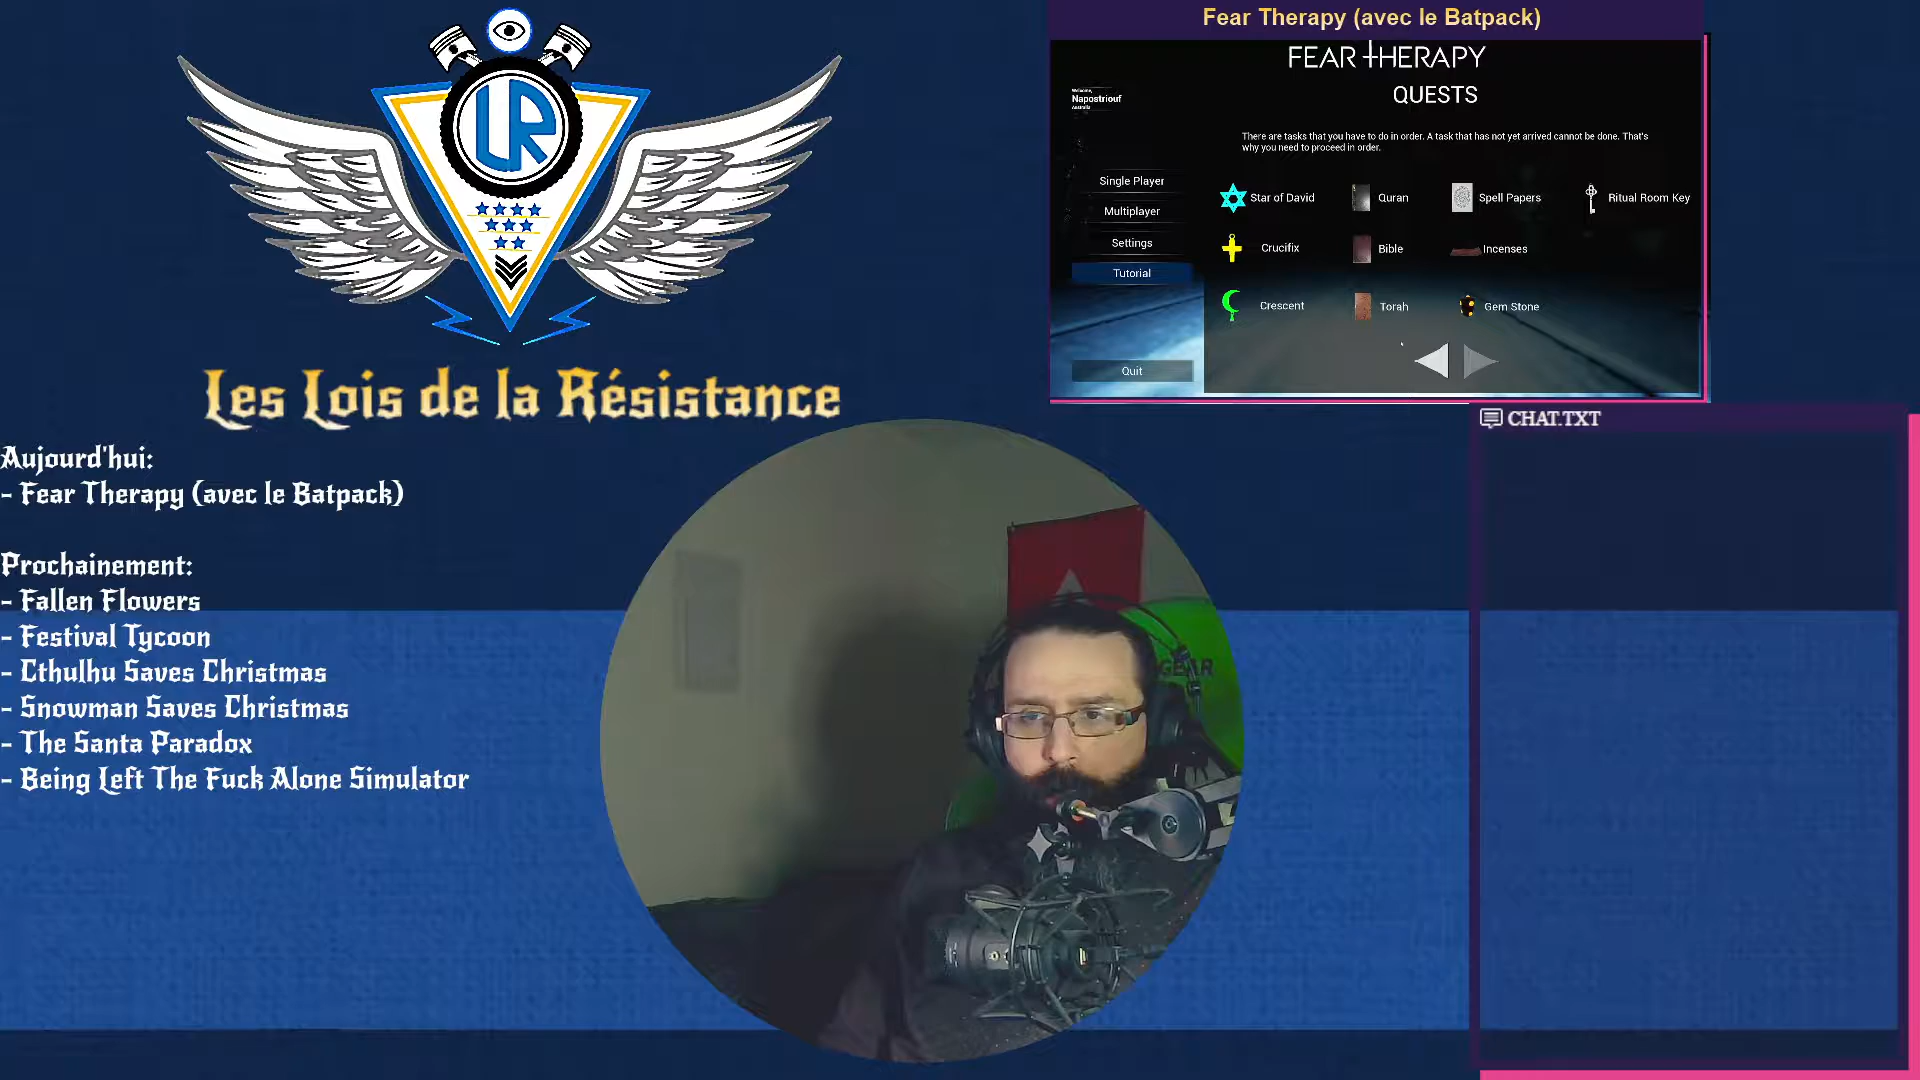 LR
Les Lois de la Résistance
Aujourd'hui:
- Fear Therapy (avec le Batpack)
Prochainement:
- Fallen Flowers
- Festival Tycoon
- Cthulhu Saves Christmas
- Snowman Saves Christmas
- The Santa Paradox
- Being Left The Fuck Alone Simulator
Fear Therapy (avec le Batpack)
FEAR THERAPY
QUESTS
Welcome,
Napostriouf
Australia
There are tasks that you have to do in order. A task that has not yet arrived cannot be done. That's
why you need to proceed in order.
Single Player
Multiplayer
Settings
Tutorial
Quit
Star of David
Quran
Spell Papers
Ritual Room Key
Crucifix
Bible
Incenses
Crescent
Torah
Gem Stone
CHAT.TXT
GEAR